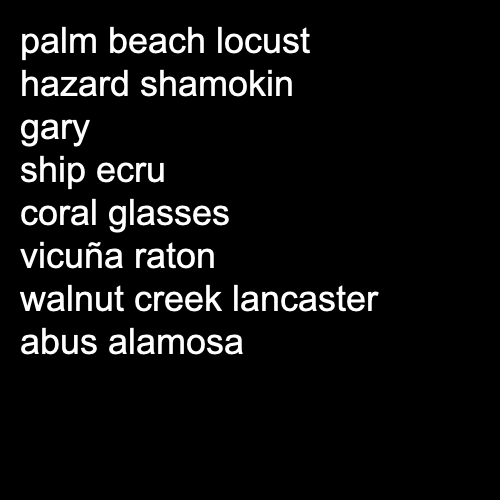 palm beach locust
hazard shamokin
gary
ship ecru
coral glasses
vicuña raton
walnut creek lancaster
abus alamosa